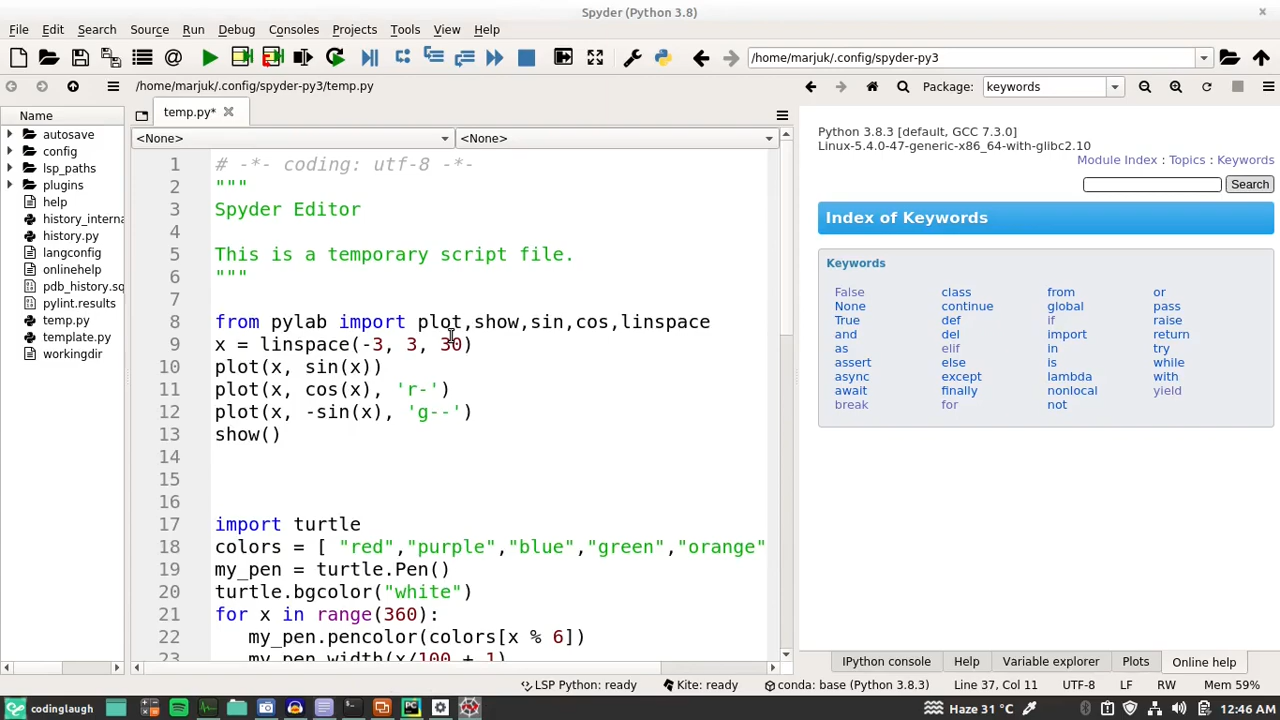 Spyder (Python 3.8)
File Edit Search Source Run Debug Consoles Projects Tools View Help
/home/marjuk/.config/spyder-py3
/home/marjuk/.config/spyder-py3/temp.py
Package: keywords
Name
autosave
config
lsp_paths
plugins
help
history_interna
history.py
langconfig
onlinehelp
pdb_history.sq
pylint.results
temp.py
template.py
workingdir
temp.py*
<None> <None>
1 # -*- coding: utf-8 -*-
2 """
3 Spyder Editor
4
5 This is a temporary script file.
6 """
7
8 from pylab import plot,show,sin,cos,linspace
9 x = linspace(-3, 3, 30)
10 plot(x, sin(x))
11 plot(x, cos(x), 'r-')
12 plot(x, -sin(x), 'g--')
13 show()
14
15
16
17 import turtle
18 colors = [ "red","purple","blue","green","orange"
19 my_pen = turtle.Pen()
20 turtle.bgcolor("white")
21 for x in range(360):
22 my_pen.pencolor(colors[x % 6])
23 my_pen.width(x/100 + 1)
Python 3.8.3 [default, GCC 7.3.0]
Linux-5.4.0-47-generic-x86_64-with-glibc2.10
Module Index : Topics : Keywords
Search
Index of Keywords
Keywords
False class from or
None continue global pass
True def if raise
and del import return
as elif in try
assert else is while
async except lambda with
await finally nonlocal yield
break for not
IPython console Help Variable explorer Plots Online help
LSP Python: ready Kite: ready conda: base (Python 3.8.3) Line 37, Col 11 UTF-8 LF RW Mem 59%
codinglaugh Haze 31 °C 12:46 AM